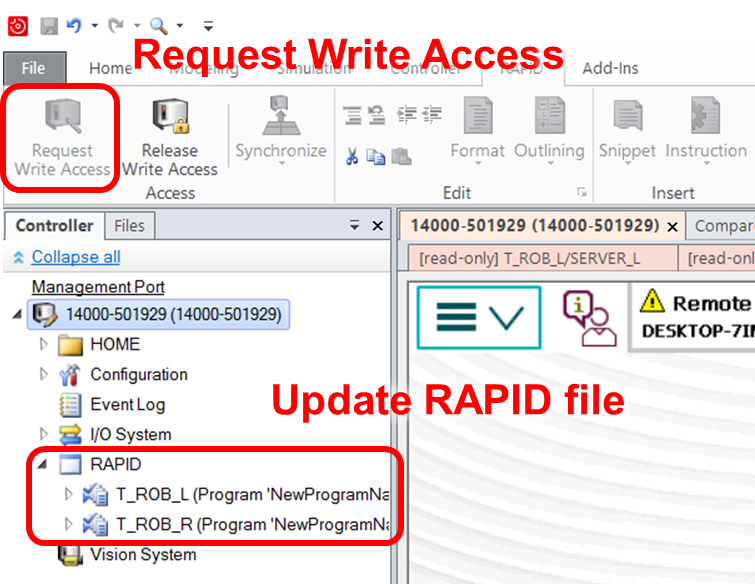 Request Write Access
File Home Modeling Simulation Controller RAPID Add-Ins
Request Write Access
Release Write Access
Synchronize
Format
Outlining
Snippet
Instruction
Access
Edit
Insert
Controller
Files
14000-501929 (14000-501929)
Compar
Collapse all
[read-only] T_ROB_L/SERVER_L
[read-onl
Management Port
14000-501929 (14000-501929)
Remote
DESKTOP-7I
HOME
Configuration
Update RAPID file
Event Log
I/O System
RAPID
T_ROB_L (Program 'NewProgramNa
T_ROB_R (Program 'NewProgramNa
Vision System